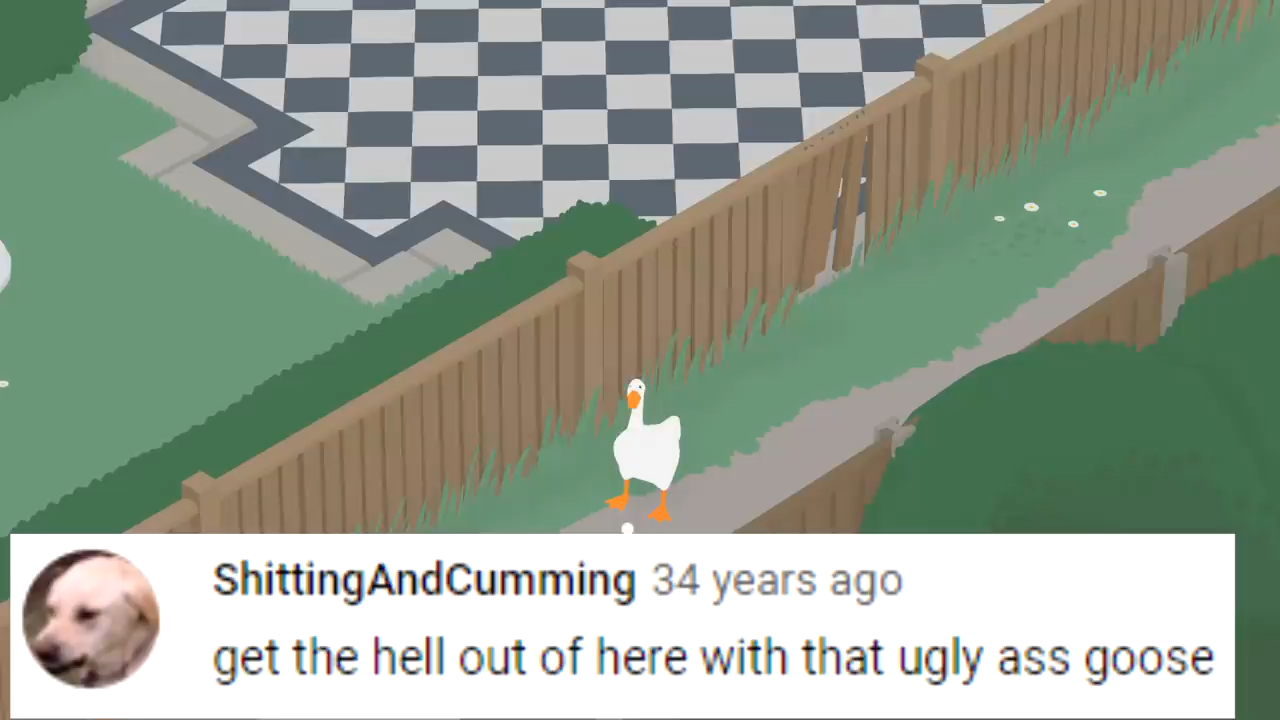 ShittingAndCumming 34 years ago
get the hell out of here with that ugly ass goose